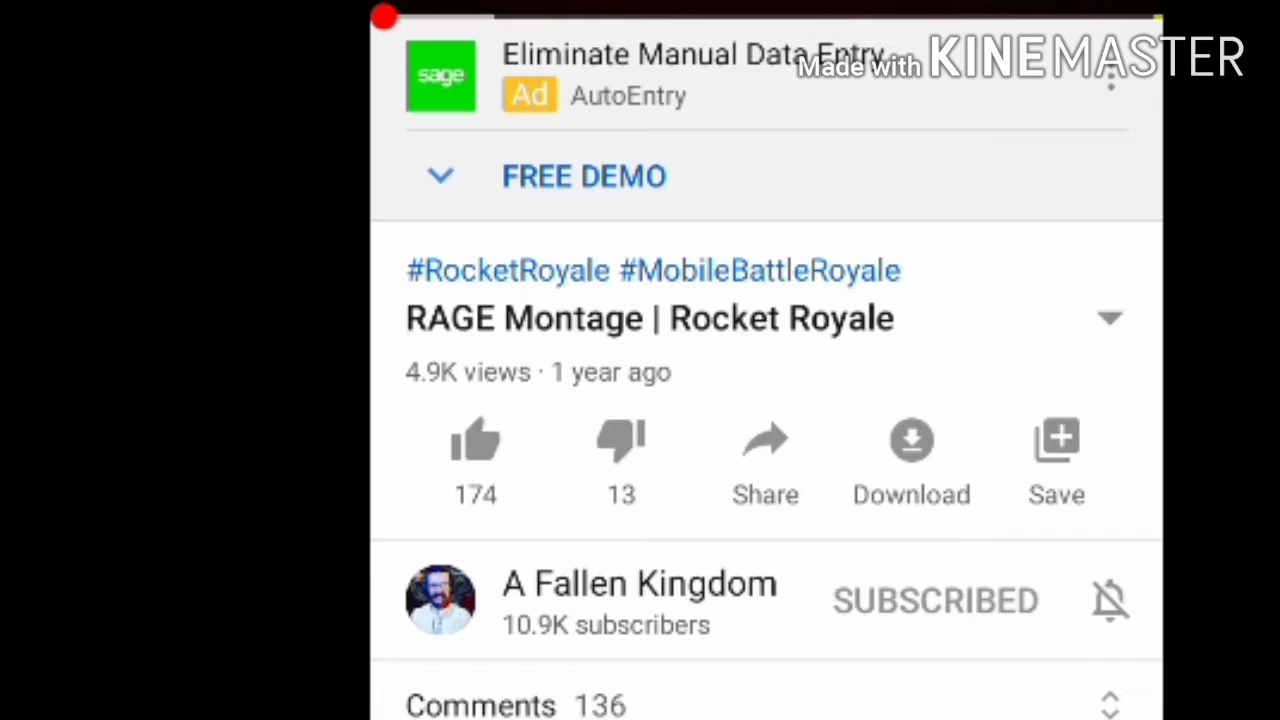 Eliminate Manual Data Entry
Made with KINEMASTER
sage
Ad AutoEntry
FREE DEMO
#RocketRoyale #MobileBattleRoyale
RAGE Montage | Rocket Royale
4.9K views · 1 year ago
174 13 Share Download Save
A Fallen Kingdom
SUBSCRIBED
10.9K subscribers
Comments 136